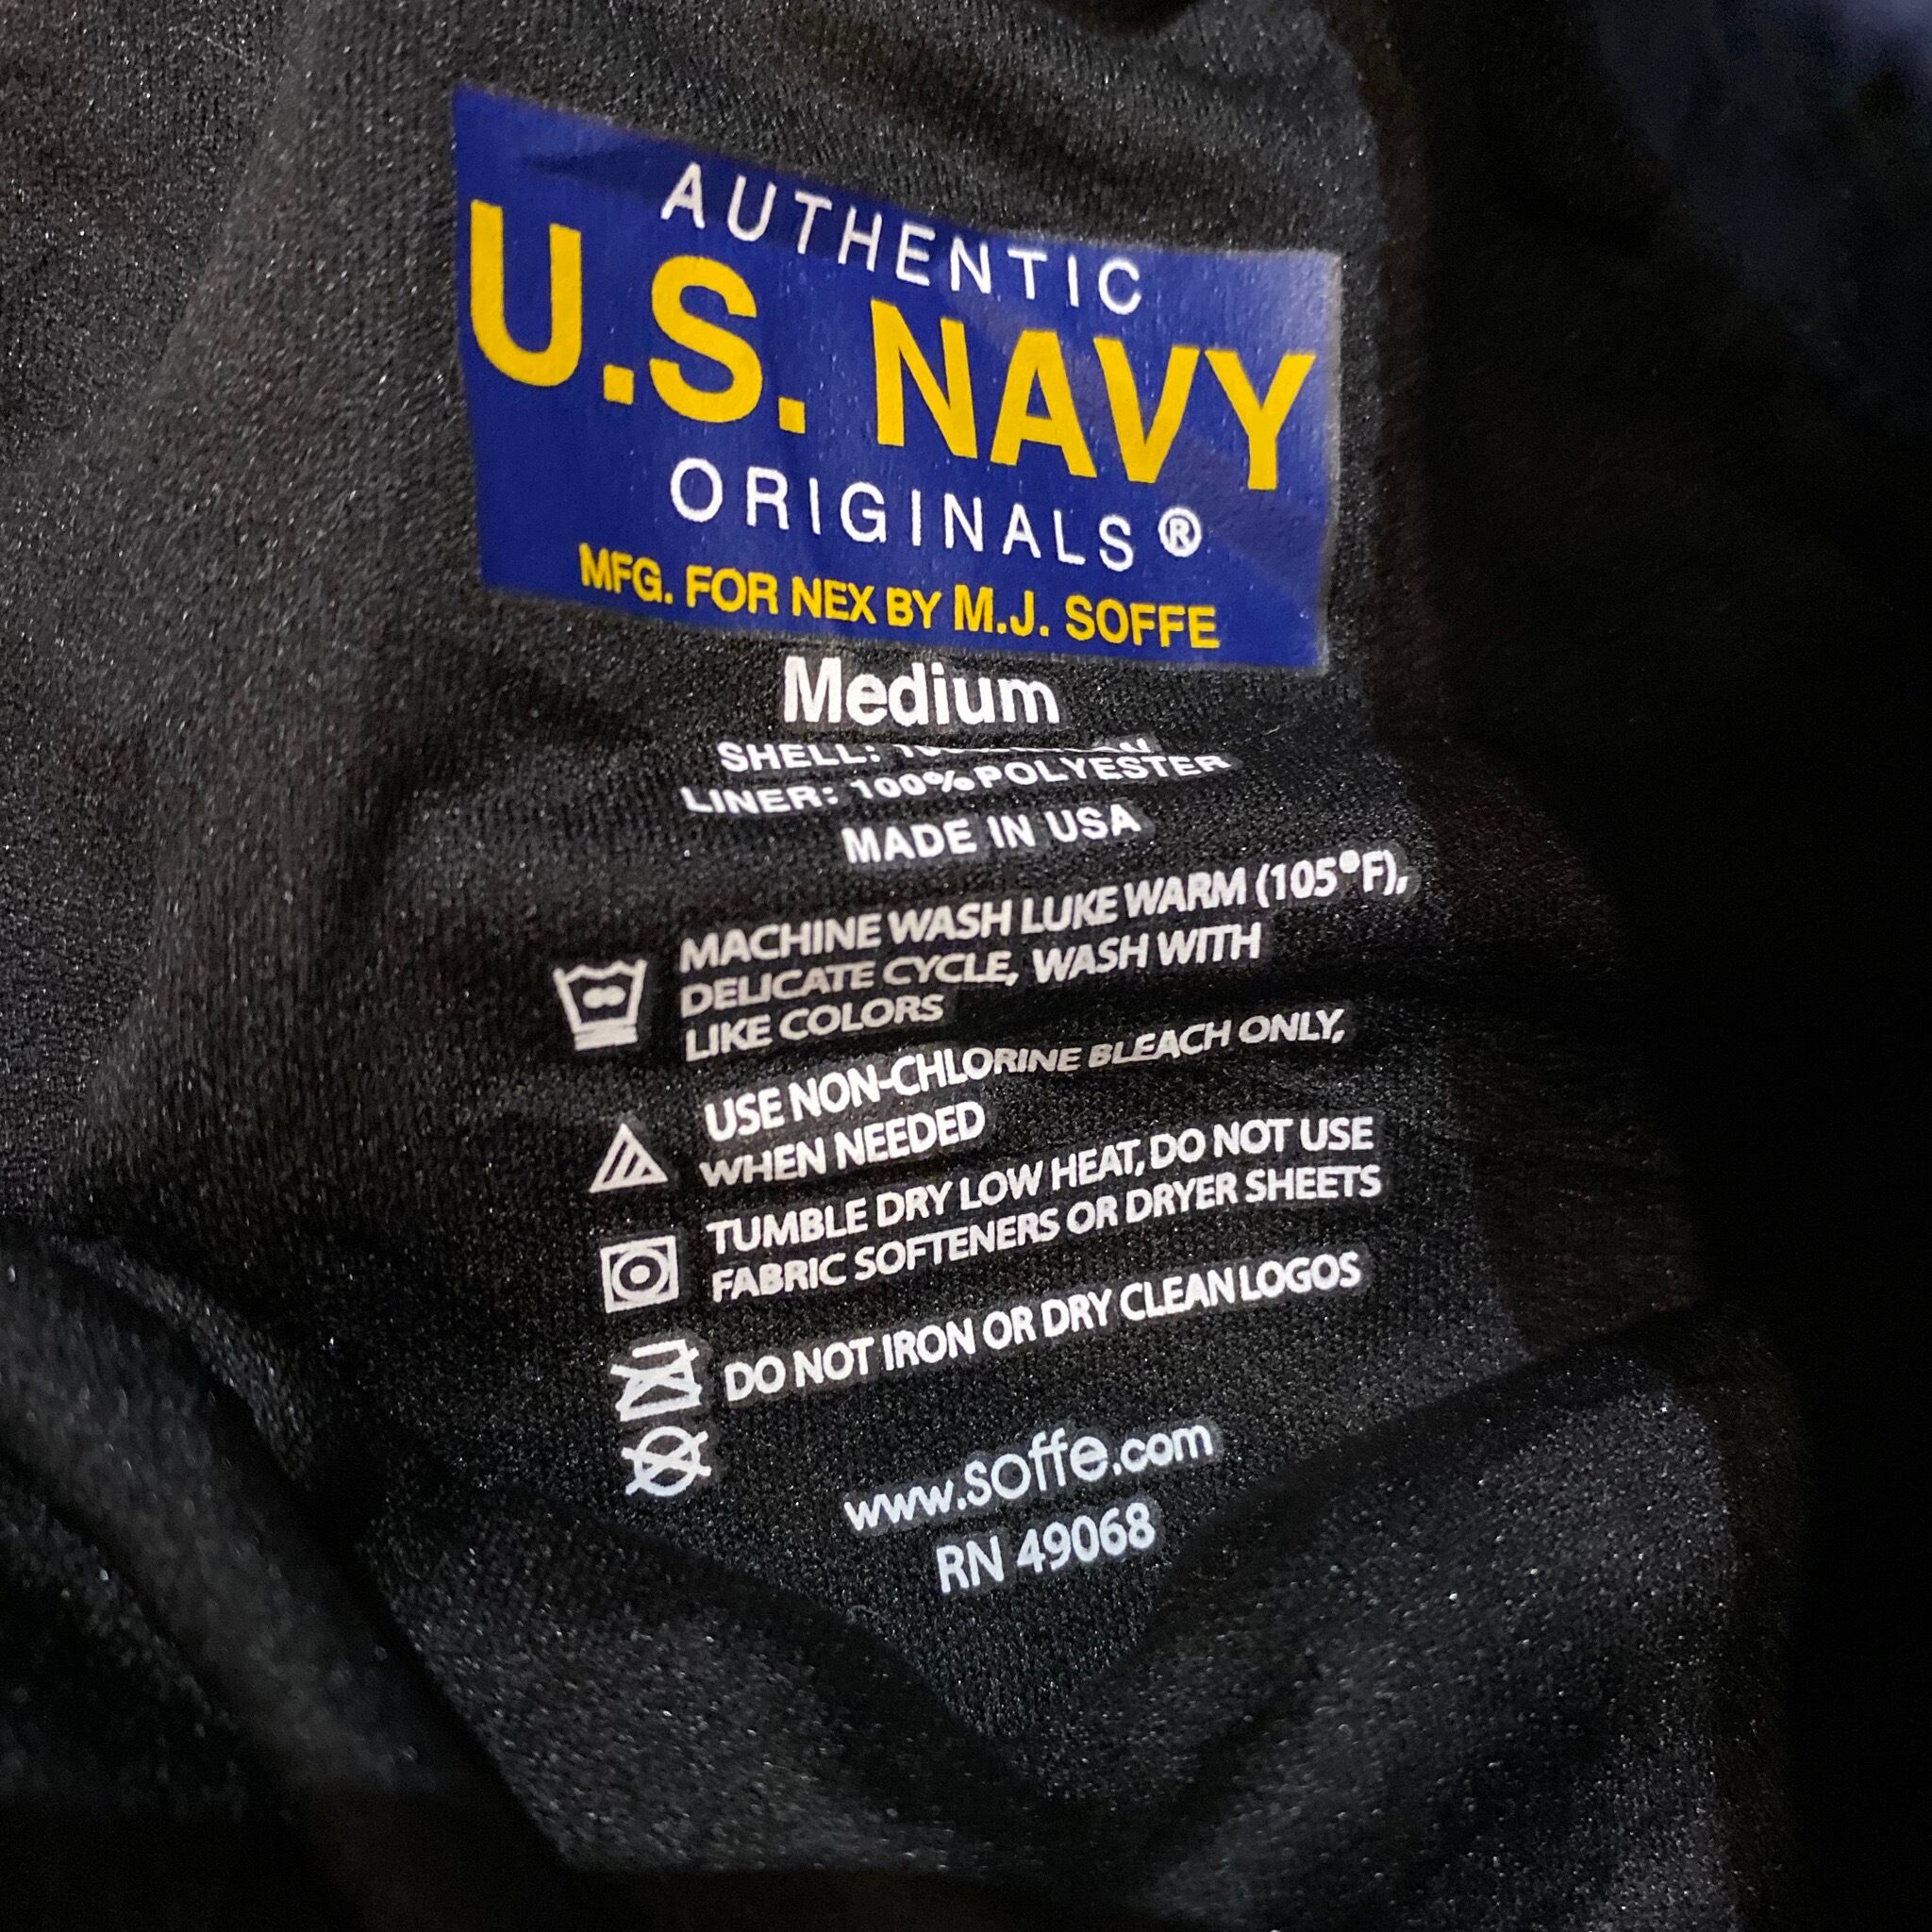 AUTHENTIC
U.S. NAVY
ORIGINALS®
MFG. FOR NEX BY M.J. SOFFE
Medium
SHELL:
LINER: 100% POLYESTER
MADE IN USA
MACHINE WASH LUKE WARM (105°F),
DELICATE CYCLE, WASH WITH
LIKE COLORS
USE NON-CHLORINE BLEACH ONLY,
WHEN NEEDED
TUMBLE DRY LOW HEAT, DO NOT USE
FABRIC SOFTENERS OR DRYER SHEETS
DO NOT IRON OR DRY CLEAN LOGOS
www.soffe.com
RN 49068